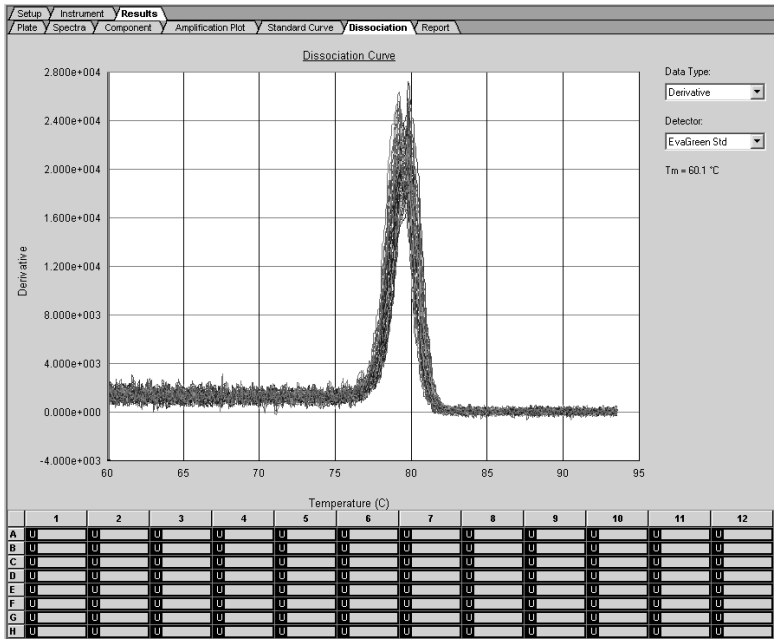 Setup Instrument Results
Plate Spectra Component Amplification Plot Standard Curve Dissociation Report
Dissociation Curve
Data Type:
Derivative
Detector:
EvaGreen Std
Tm = 60.1 °C
Derivative
2.800e+004
2.400e+004
2.000e+004
1.600e+004
1.200e+004
8.000e+003
4.000e+003
0.000e+000
-4.000e+003
60 65 70 75 80 85 90 95
Temperature (C)
1 2 3 4 5 6 7 8 9 10 11 12
A U U U U U U U U U U U U
B U U U U U U U U U U U U
C U U U U U U U U U U U U
D U U U U U U U U U U U U
E U U U U U U U U U U U U
F U U U U U U U U U U U U
G U U U U U U U U U U U U
H U U U U U U U U U U U U